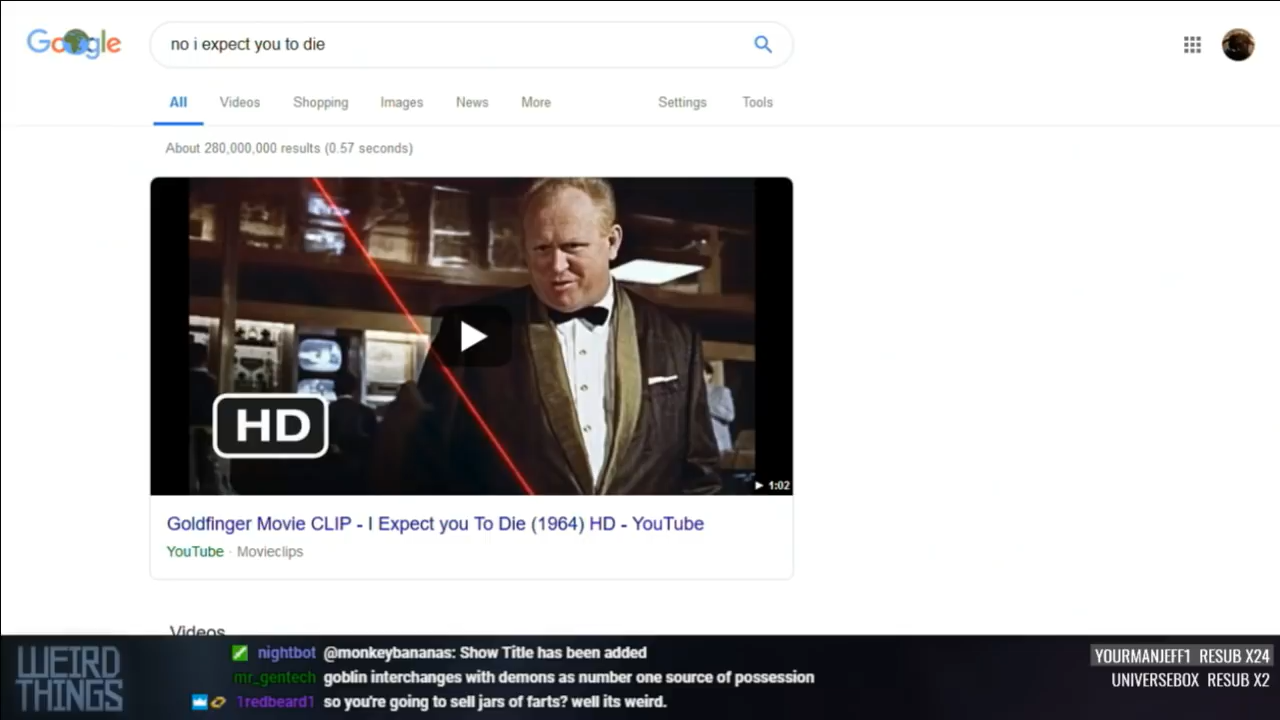 Google
no i expect you to die
All Videos Shopping Images News More Settings Tools
About 280,000,000 results (0.57 seconds)
HD
1:02
Goldfinger Movie CLIP - I Expect you To Die (1964) HD - YouTube
YouTube · Movieclips
Videos
WEIRD
THINGS
nightbot @monkeybananas: Show Title has been added
mr_gentech goblin interchanges with demons as number one source of possession
1redbeard1 so you're going to sell jars of farts? well its weird.
YOURMANJEFF1 RESUB X24
UNIVERSEBOX RESUB X2